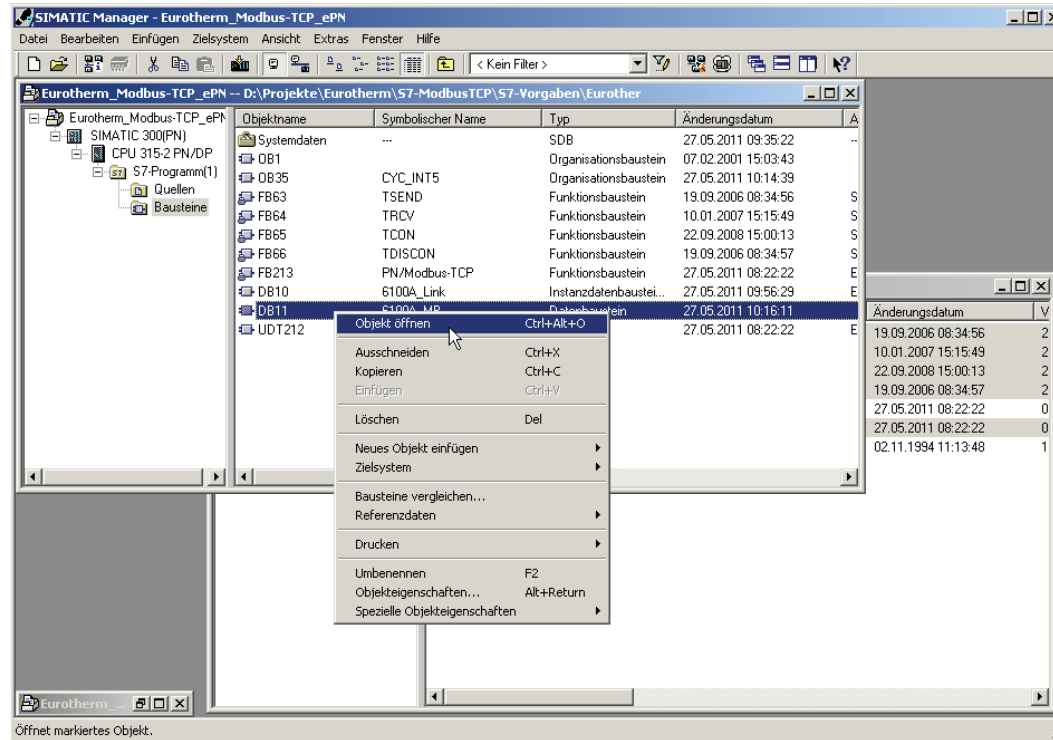 SIMATIC Manager - Eurotherm_Modbus-TCP_ePN
Datei Bearbeiten Einfügen Zielsystem Ansicht Extras Fenster Hilfe
< Kein Filter >
Eurotherm_Modbus-TCP_ePN -- D:\Projekte\Eurotherm\S7-ModbusTCP\S7-Vorgaben\Eurother
Eurotherm_Modbus-TCP_ePN
SIMATIC 300(PN)
CPU 315-2 PN/DP
S7-Programm(1)
Quellen
Bausteine
Objektname Symbolischer Name Typ Änderungsdatum A
Systemdaten --- SDB 27.05.2011 09:35:22 --
OB1 Organisationsbaustein 07.02.2001 15:03:43
OB35 CYC_INT5 Organisationsbaustein 27.05.2011 10:14:39
FB63 TSEND Funktionsbaustein 19.09.2006 08:34:56 S
FB64 TRCV Funktionsbaustein 10.01.2007 15:15:49 S
FB65 TCON Funktionsbaustein 22.09.2008 15:00:13 S
FB66 TDISCON Funktionsbaustein 19.09.2006 08:34:57 S
FB213 PN/Modbus-TCP Funktionsbaustein 27.05.2011 08:22:22 E
DB10 6100A_Link Instanzdatenbaustei... 27.05.2011 09:56:29 E
DB11 6100A_MB Datenbaustein 27.05.2011 10:16:11
UDT212 27.05.2011 08:22:22 E
Objekt öffnen Ctrl+Alt+O
Ausschneiden Ctrl+X
Kopieren Ctrl+C
Einfügen Ctrl+V
Löschen Del
Neues Objekt einfügen
Zielsystem
Bausteine vergleichen...
Referenzdaten
Drucken
Umbenennen F2
Objekteigenschaften... Alt+Return
Spezielle Objekteigenschaften
Änderungsdatum V
19.09.2006 08:34:56 2
10.01.2007 15:15:49 2
22.09.2008 15:00:13 2
19.09.2006 08:34:57 2
27.05.2011 08:22:22 0
27.05.2011 08:22:22 0
02.11.1994 11:13:48 1
Eurotherm_...
Öffnet markiertes Objekt.